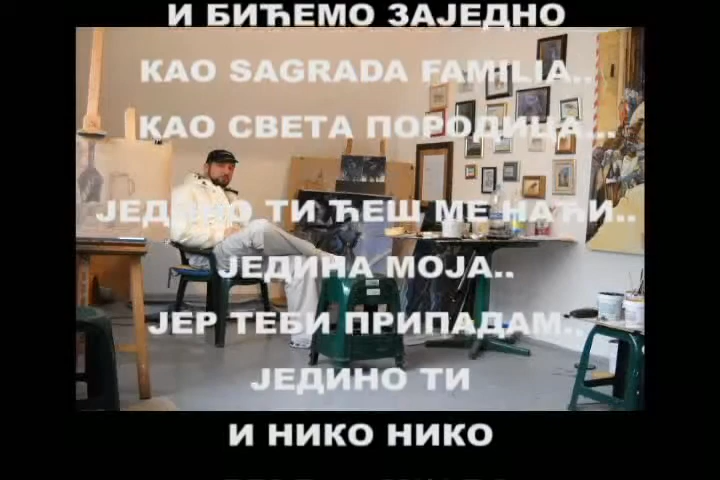 И БИЋЕМО ЗАЈЕДНО
КАО SAGRADA FAMILIA..
КАО СВЕТА ПОРОДИЦА...
ЈЕДИНО ТИ ЋЕШ МЕ НАЋИ..
ЈЕДИНА МОЈА..
ЈЕР ТЕБИ ПРИПАДАМ..
ЈЕДИНО ТИ
И НИКО НИКО